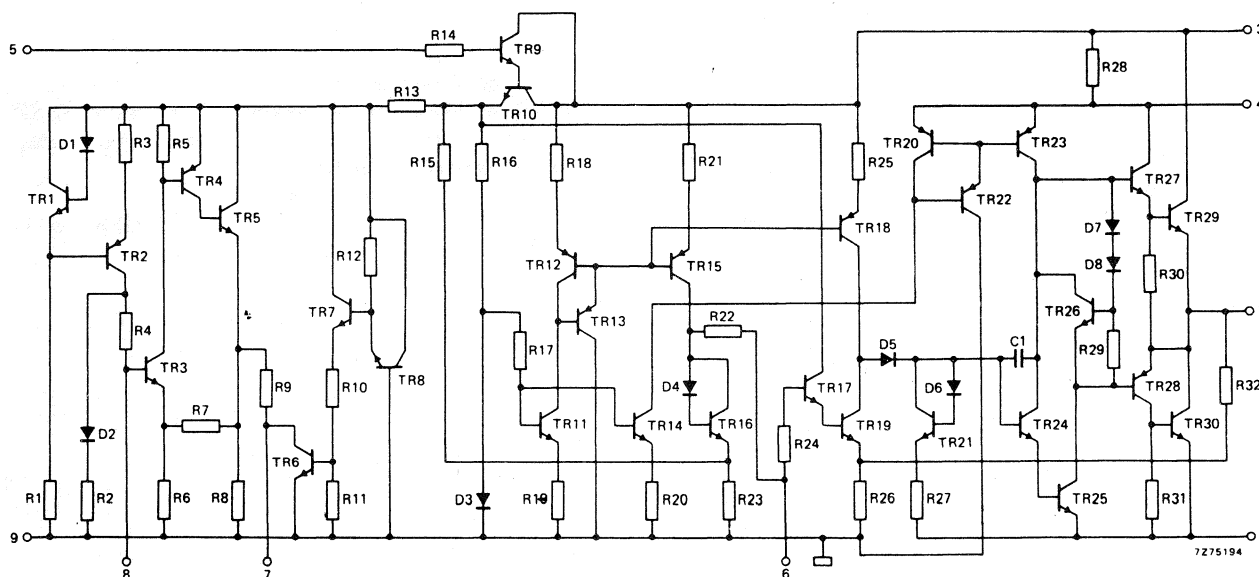 3
R14
5
TR9
R28
R13
4
TR10
D1
R3
R5
TR20
TR23
R15
R16
R18
R21
R25
TR4
TR27
TR1
TR5
TR22
TR29
TR18
D7
R12
TR2
TR12
TR15
D8
R30
TR7
TR13
TR26
R4
R22
D5
C1
R17
R29
TR3
R9
TR8
D6
R32
D4
TR17
TR28
R10
R7
TR11
TR14
TR16
TR19
TR21
TR24
TR30
D2
R24
TR6
R1
R2
R6
R8
R11
D3
R19
R20
R23
R26
R27
TR25
R31
9
7Z75194
8
7
6